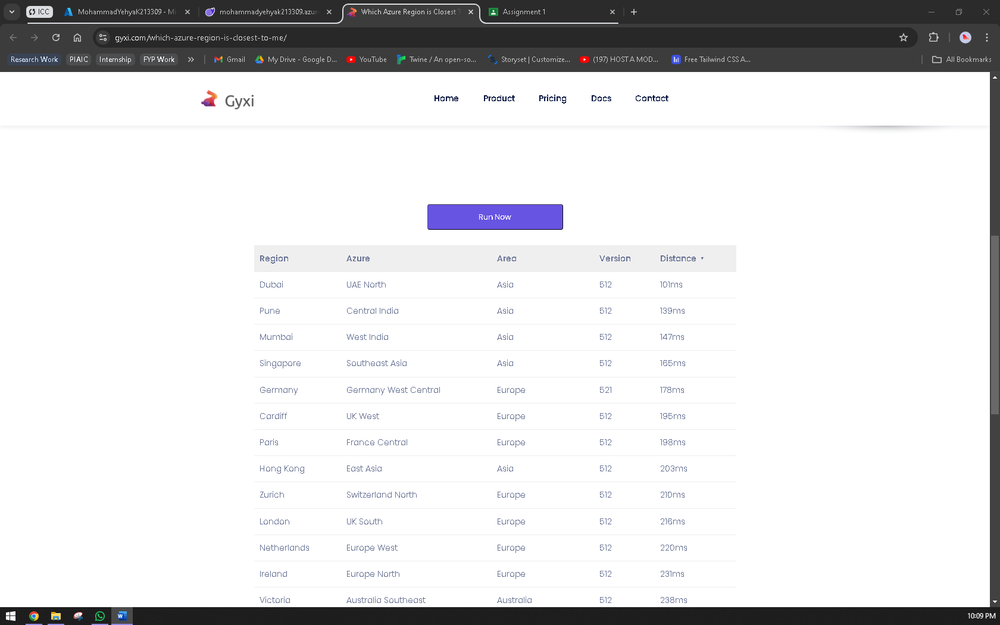 ICC
MohammadYehyaK213309 - Mi
mohammadyehyak213309.azur
Which Azure Region is Closest T
Assignment 1
gyxi.com/which-azure-region-is-closest-to-me/
Research Work
PIAIC
Internship
FYP Work
Gmail
My Drive - Google D...
YouTube
Twine / An open-so...
Storyset | Customize...
(197) HOST A MOD...
Free Tailwind CSS A...
All Bookmarks
Gyxi
Home Product Pricing Docs Contact
Run Now
Region Azure Area Version Distance
Dubai UAE North Asia 512 101ms
Pune Central India Asia 512 139ms
Mumbai West India Asia 512 147ms
Singapore Southeast Asia Asia 512 165ms
Germany Germany West Central Europe 521 178ms
Cardiff UK West Europe 512 195ms
Paris France Central Europe 512 198ms
Hong Kong East Asia Asia 512 203ms
Zurich Switzerland North Europe 512 210ms
London UK South Europe 512 216ms
Netherlands Europe West Europe 512 220ms
Ireland Europe North Europe 512 231ms
Victoria Australia Southeast Australia 512 238ms
10:09 PM